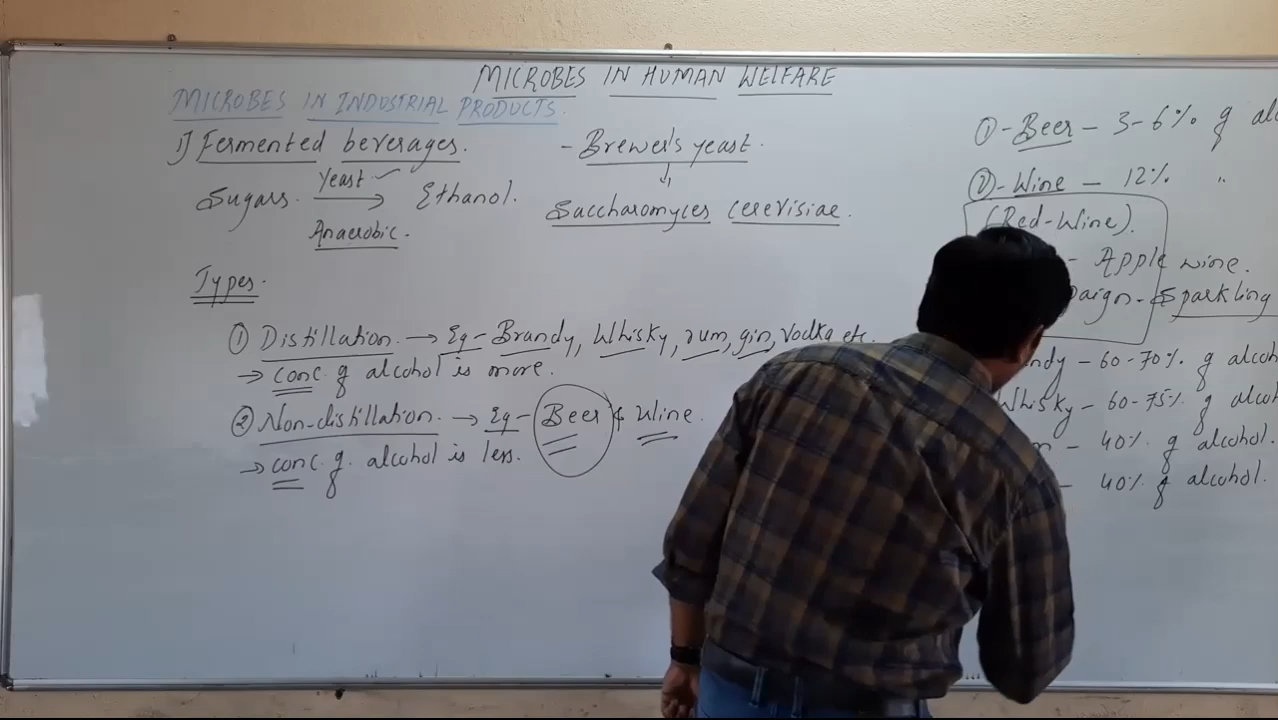 MICROBES IN HUMAN WELFARE
MICROBES IN INDUSTRIAL PRODUCTS.
1) Fermented beverages.
Sugars. Yeast → Ethanol.
Anaerobic.
- Brewer's yeast.
Saccharomyces cerevisiae.
Types.
① Distillation. → Eg - Brandy, Whisky, rum, gin, Vodka etc.
→ conc. of alcohol is more.
② Non-distillation. → Eg - Beer & Wine.
→ conc. of. alcohol is less.
① - Beer - 3-6%. of
② - Wine - 12%. "
(Red-Wine).
- Apple wine.
- Sparkling
- 60-70%. of
Whisky - 60-75%. of
- 40%. of alcohol.
- 40%. of alcohol.